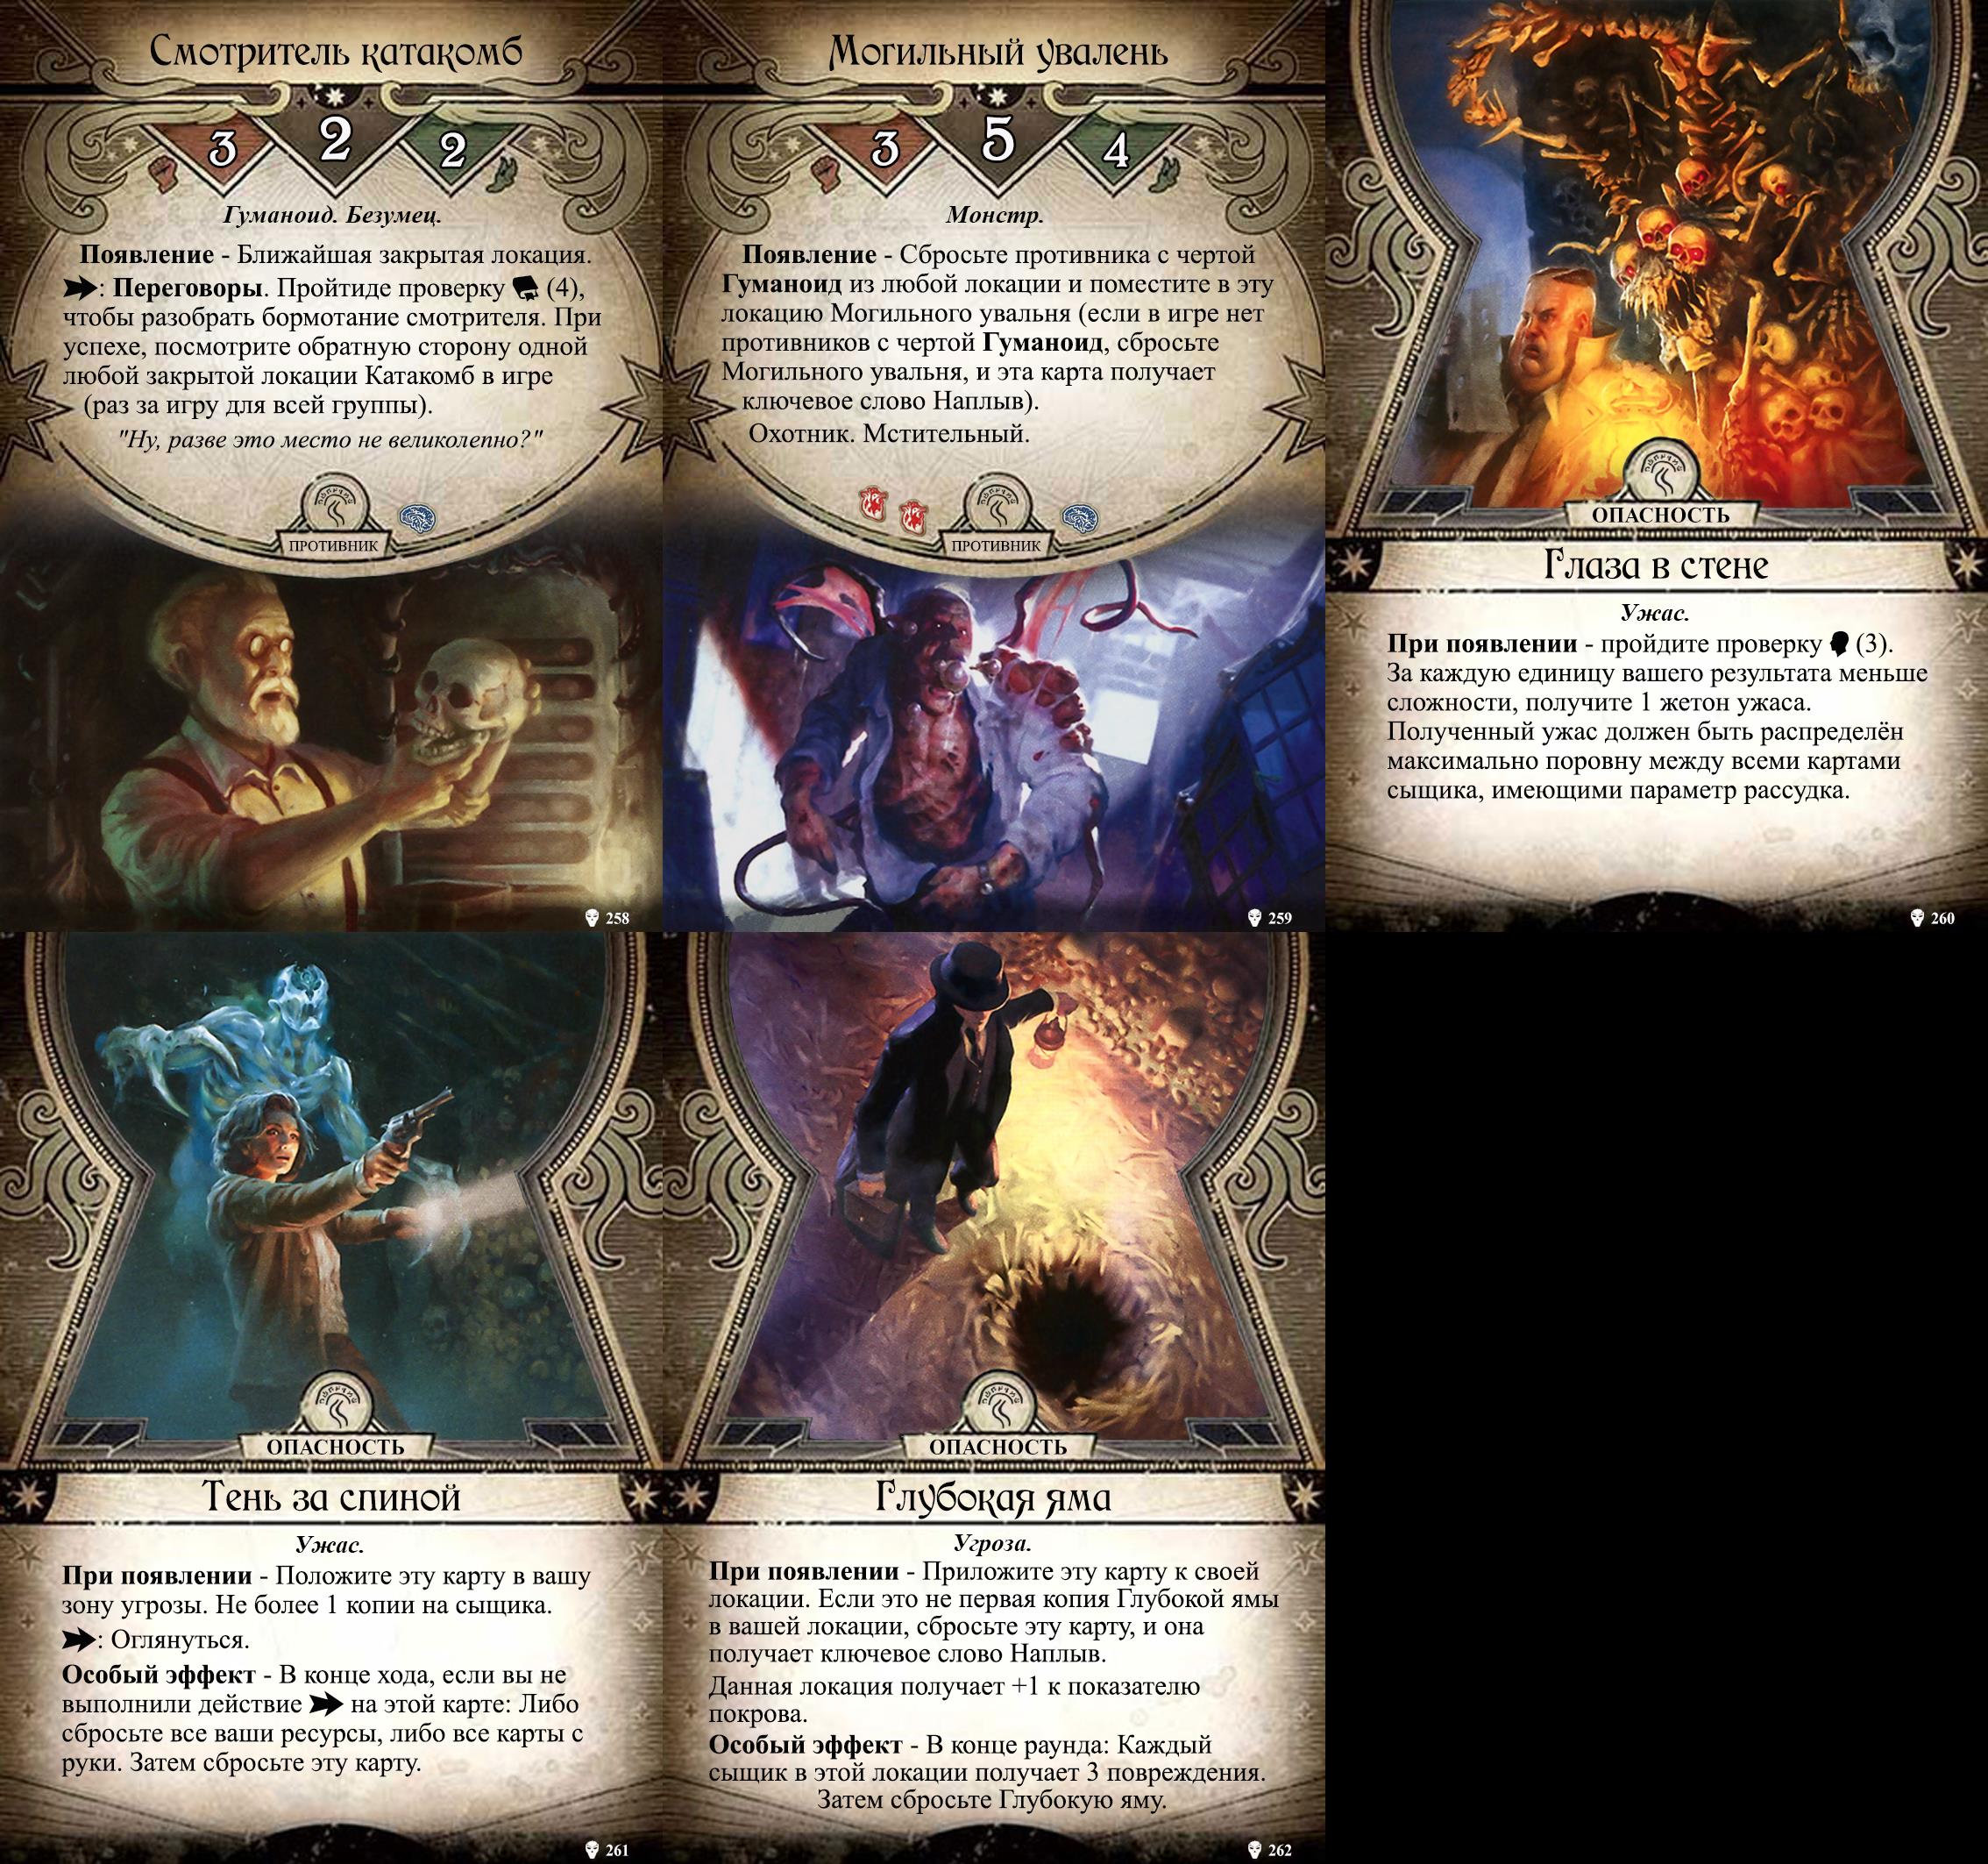 Смотритель катакомб
3
2
2
Гуманоид. Безумец.
Появление - Ближайшая закрытая локация.
: Переговоры. Пройтиде проверку (4),
чтобы разобрать бормотание смотрителя. При
успехе, посмотрите обратную сторону одной
любой закрытой локации Катакомб в игре
(раз за игру для всей группы).
"Ну, разве это место не великолепно?"
ПРОТИВНИК
258
Могильный увалень
3
5
4
Монстр.
Появление - Сбросьте противника с чертой
Гуманоид из любой локации и поместите в эту
локацию Могильного увальня (если в игре нет
противников с чертой Гуманоид, сбросьте
Могильного увальня, и эта карта получает
ключевое слово Наплыв).
Охотник. Мстительный.
ПРОТИВНИК
259
ОПАСНОСТЬ
Глаза в стене
Ужас.
При появлении - пройдите проверку (3).
За каждую единицу вашего результата меньше
сложности, получите 1 жетон ужаса.
Полученный ужас должен быть распределён
максимально поровну между всеми картами
сыщика, имеющими параметр рассудка.
260
ОПАСНОСТЬ
Тень за спиной
Ужас.
При появлении - Положите эту карту в вашу
зону угрозы. Не более 1 копии на сыщика.
: Оглянуться.
Особый эффект - В конце хода, если вы не
выполнили действие на этой карте: Либо
сбросьте все ваши ресурсы, либо все карты с
руки. Затем сбросьте эту карту.
261
ОПАСНОСТЬ
Глубокая яма
Угроза.
При появлении - Приложите эту карту к своей
локации. Если это не первая копия Глубокой ямы
в вашей локации, сбросьте эту карту, и она
получает ключевое слово Наплыв.
Данная локация получает +1 к показателю
покрова.
Особый эффект - В конце раунда: Каждый
сыщик в этой локации получает 3 повреждения.
Затем сбросьте Глубокую яму.
262